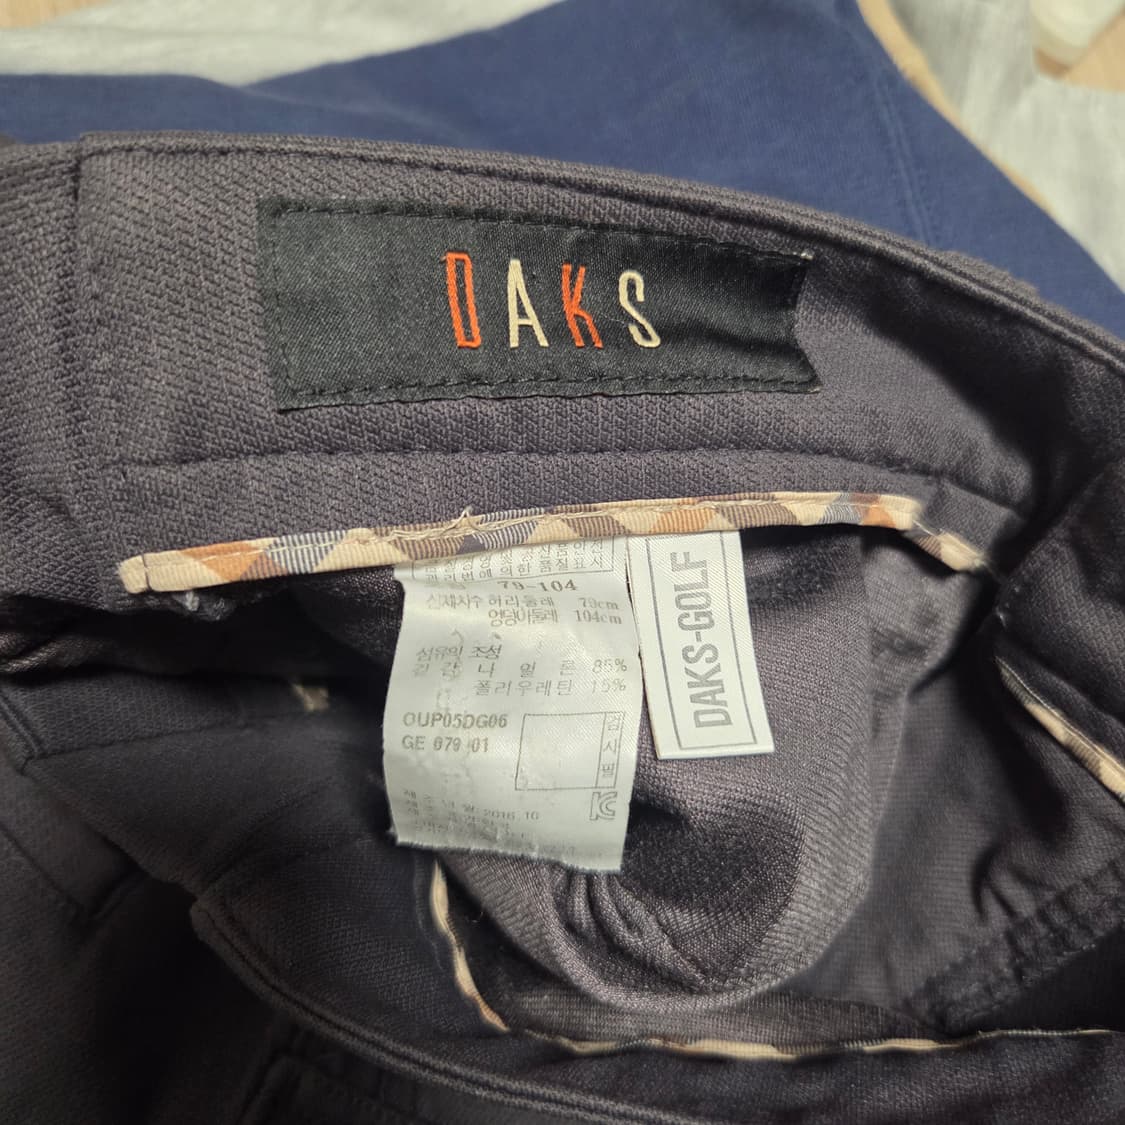 DAKS
79-104
신체치수 허리둘레 79cm
엉덩이둘레 104cm
섬유의 조성
겉감 나일론 85%
폴리우레탄 15%
OUP05DG06
GE 079 01
검사필
2016.10
DAKS-GOLF